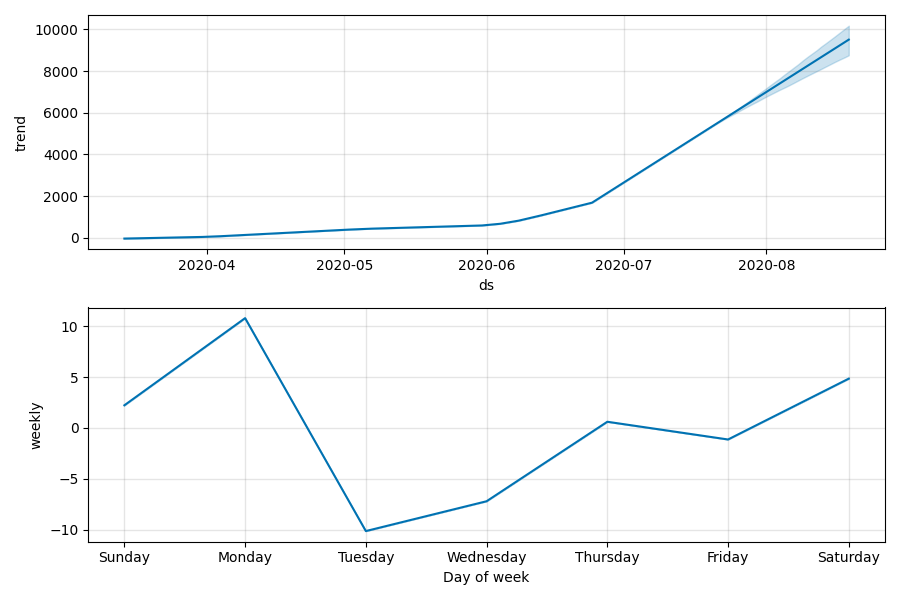 10000
8000
6000
4000
2000
0
trend
2020-04 2020-05 2020-06 2020-07 2020-08
ds
10
5
0
−5
−10
weekly
Sunday Monday Tuesday Wednesday Thursday Friday Saturday
Day of week